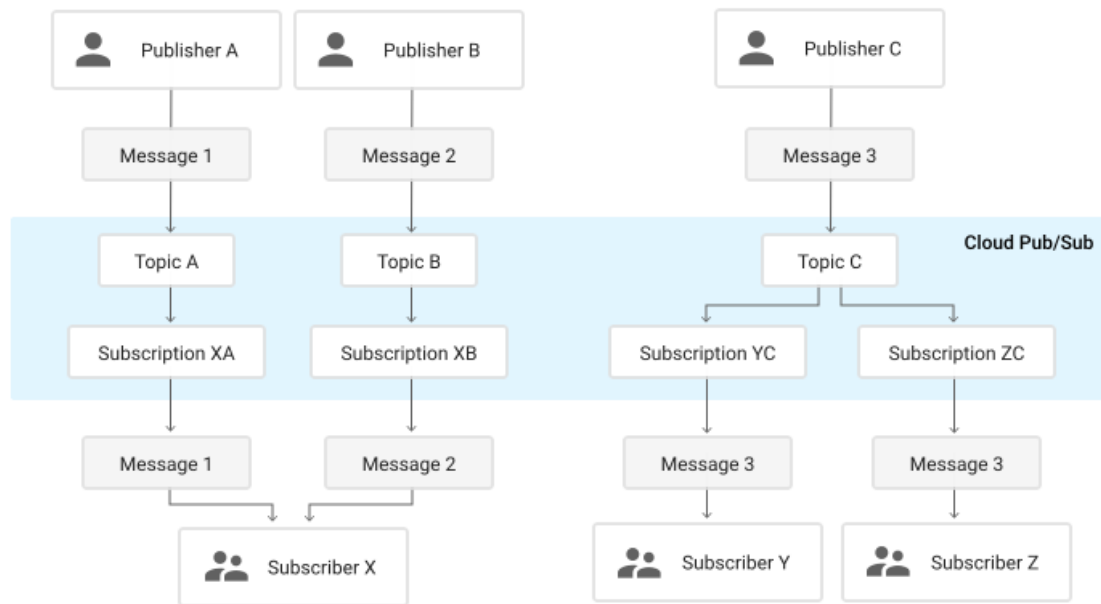 Publisher A
Publisher B
Publisher C
Message 1
Message 2
Message 3
Cloud Pub/Sub
Topic A
Topic B
Topic C
Subscription XA
Subscription XB
Subscription YC
Subscription ZC
Message 1
Message 2
Message 3
Message 3
Subscriber X
Subscriber Y
Subscriber Z